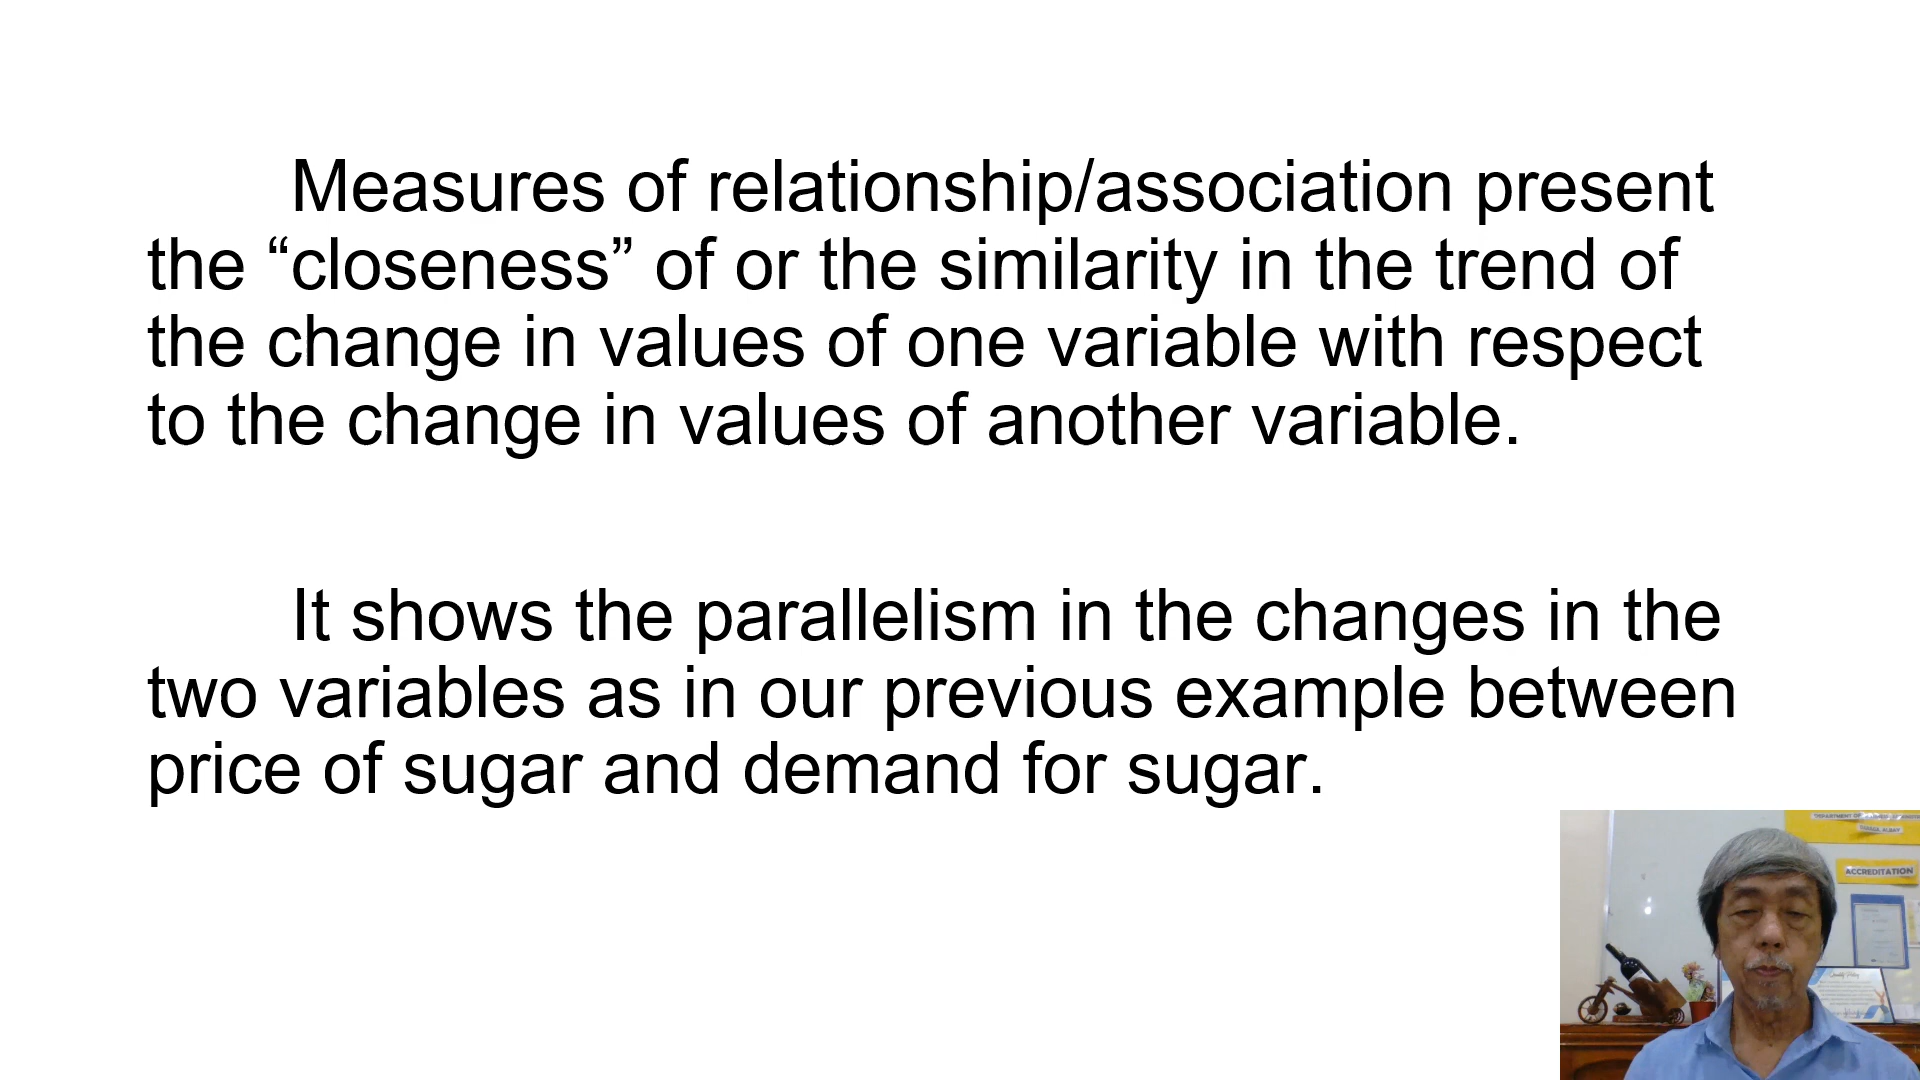 Measures of relationship/association present
the “closeness” of or the similarity in the trend of
the change in values of one variable with respect
to the change in values of another variable.
It shows the parallelism in the changes in the
two variables as in our previous example between
price of sugar and demand for sugar.
ACCREDITATION